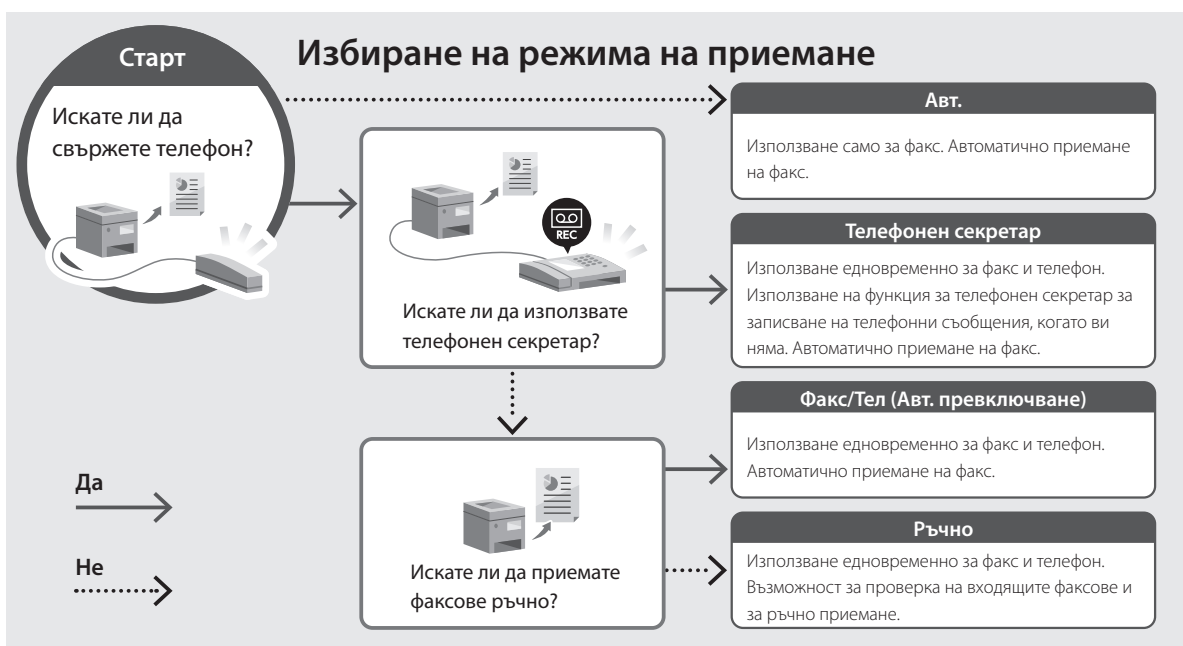 Старт
Избиране на режима на приемане
Искате ли да
свържете телефон?
Авт.
Използване само за факс. Автоматично приемане
на факс.
REC
Искате ли да използвате
телефонен секретар?
Телефонен секретар
Използване едновременно за факс и телефон.
Използване на функция за телефонен секретар за
записване на телефонни съобщения, когато ви
няма. Автоматично приемане на факс.
Факс/Тел (Авт. превключване)
Използване едновременно за факс и телефон.
Автоматично приемане на факс.
Да
Не
Искате ли да приемате
факсове ръчно?
Ръчно
Използване едновременно за факс и телефон.
Възможност за проверка на входящите факсове и
за ръчно приемане.